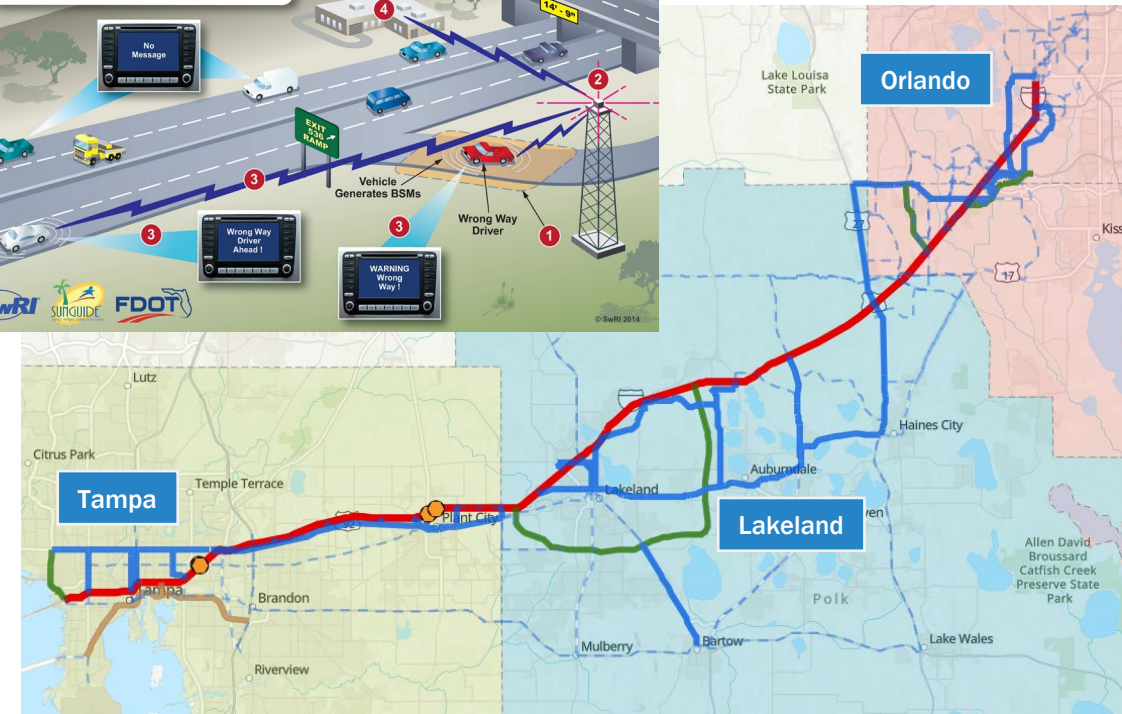 4
14' - 9"
No
Message
2
EXIT
536
RAMP
3
Vehicle
Generates BSMs
Wrong Way
Driver
1
3
Wrong Way
Driver
Ahead !
3
WARNING
Wrong
Way !
SUNGUIDE
FDOT
© SwRI 2014
Lake Louisa
State Park
Orlando
27
17
Lutz
Citrus Park
Temple Terrace
Tampa
Plant City
Tampa
Brandon
Riverview
Haines City
Auburndale
Lakeland
Lakeland
Allen David
Broussard
Catfish Creek
Preserve State
Park
Polk
Mulberry
Bartow
Lake Wales